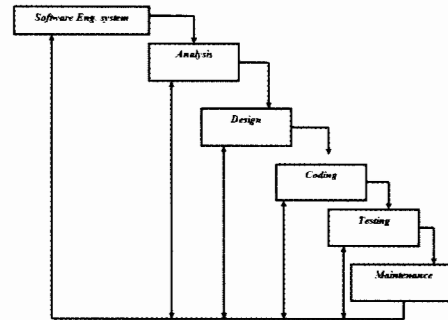 Software Eng. system
Analysis
Design
Coding
Testing
Maintenance